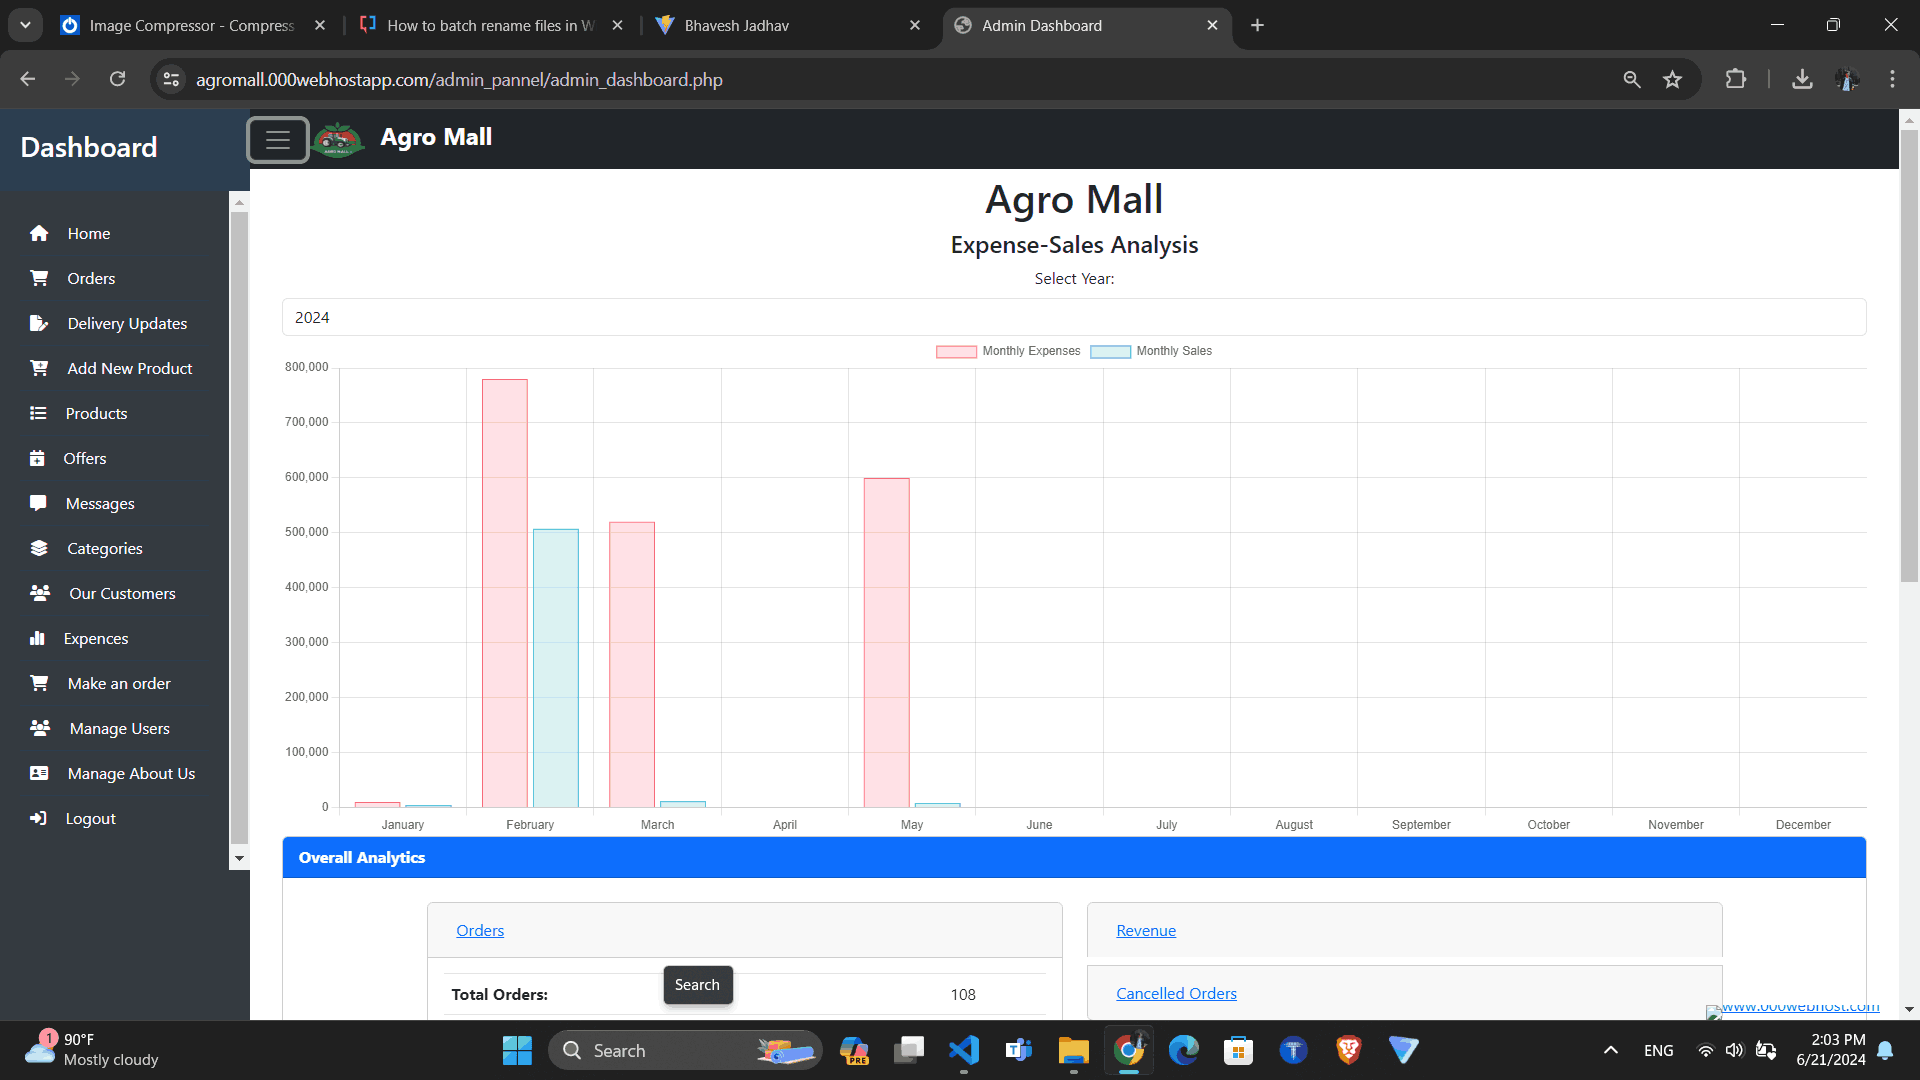 Image Compressor - Compress
How to batch rename files in W
Bhavesh Jadhav
Admin Dashboard
agromall.000webhostapp.com/admin_pannel/admin_dashboard.php
Dashboard
Agro Mall
Home
Orders
Delivery Updates
Add New Product
Products
Offers
Messages
Categories
Our Customers
Expences
Make an order
Manage Users
Manage About Us
Logout
Agro Mall
Expense-Sales Analysis
Select Year:
2024
Monthly Expenses
Monthly Sales
800,000
700,000
600,000
500,000
400,000
300,000
200,000
100,000
0
January
February
March
April
May
June
July
August
September
October
November
December
Overall Analytics
Orders
Revenue
Total Orders: 108
Cancelled Orders
Search
www.000webhost.com
1
90°F
Mostly cloudy
Search
PRE
ENG
2:03 PM
6/21/2024